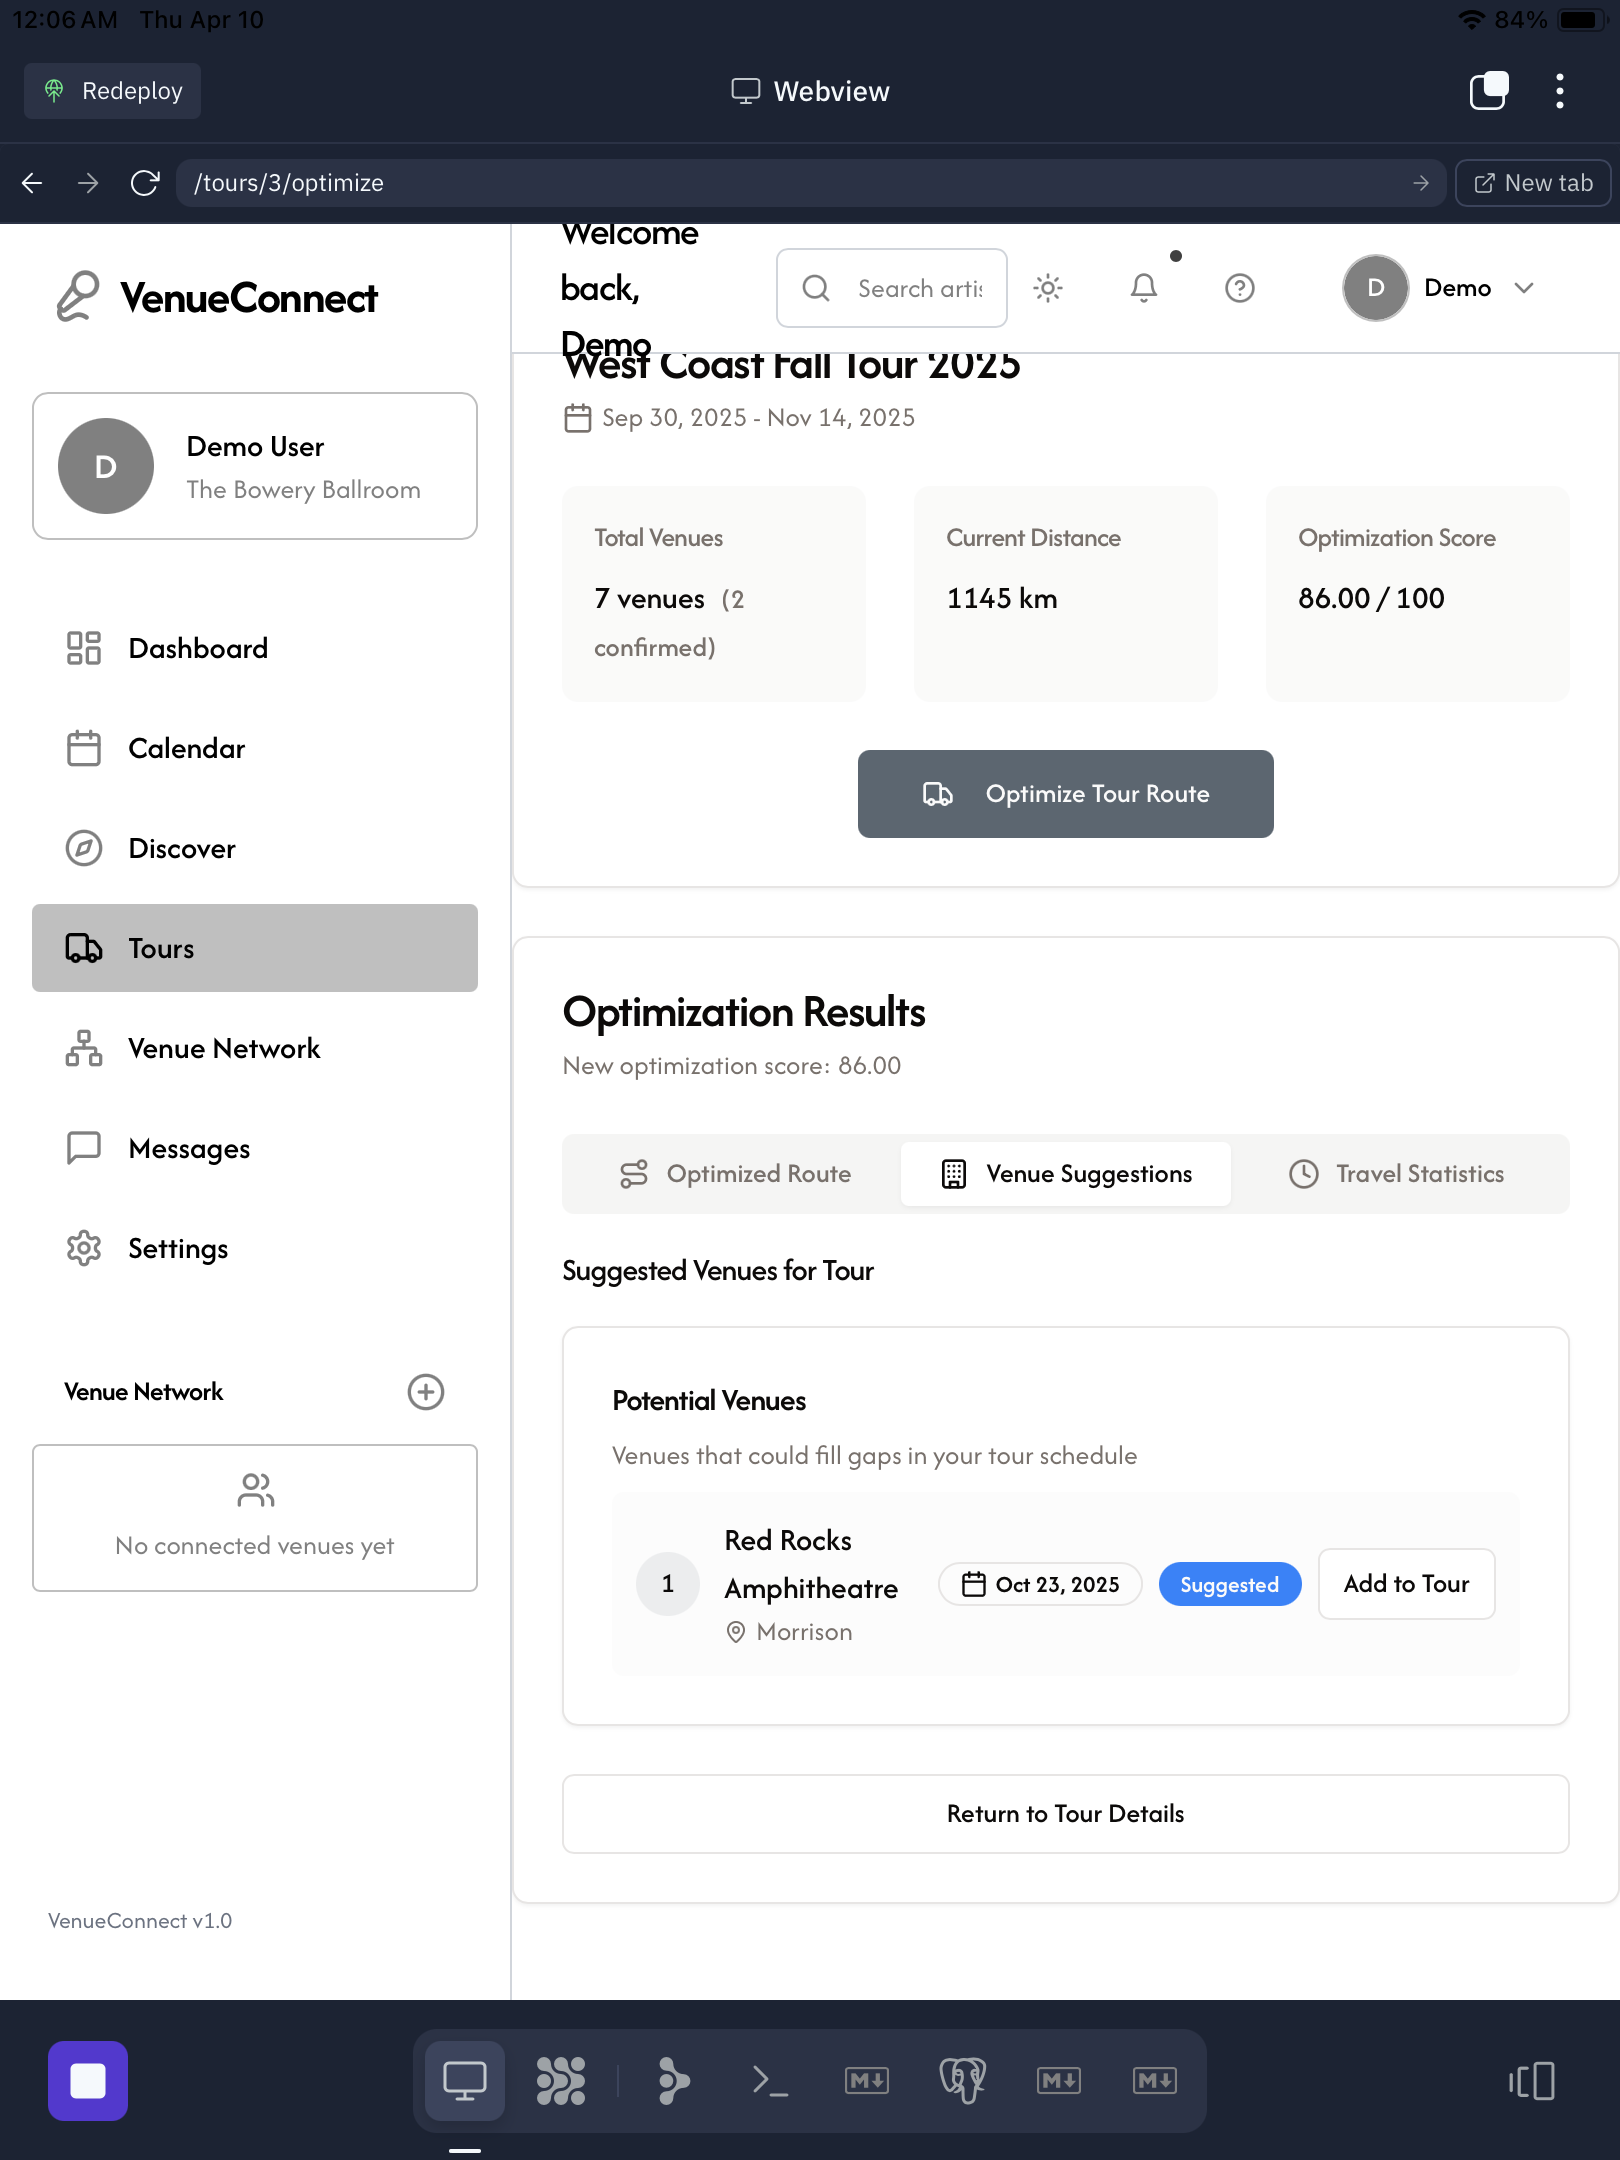 12:06 AM Thu Apr 10
84%
Redeploy
Webview
/tours/3/optimize
New tab
VenueConnect
Welcome
back,
Demo
Search artis
D
Demo
D
Demo User
The Bowery Ballroom
Dashboard
Calendar
Discover
Tours
Venue Network
Messages
Settings
Venue Network
No connected venues yet
VenueConnect v1.0
West Coast Fall Tour 2025
Sep 30, 2025 - Nov 14, 2025
Total Venues
7 venues (2
confirmed)
Current Distance
1145 km
Optimization Score
86.00 / 100
Optimize Tour Route
Optimization Results
New optimization score: 86.00
Optimized Route
Venue Suggestions
Travel Statistics
Suggested Venues for Tour
Potential Venues
Venues that could fill gaps in your tour schedule
1
Red Rocks
Amphitheatre
Morrison
Oct 23, 2025
Suggested
Add to Tour
Return to Tour Details
M
M
M